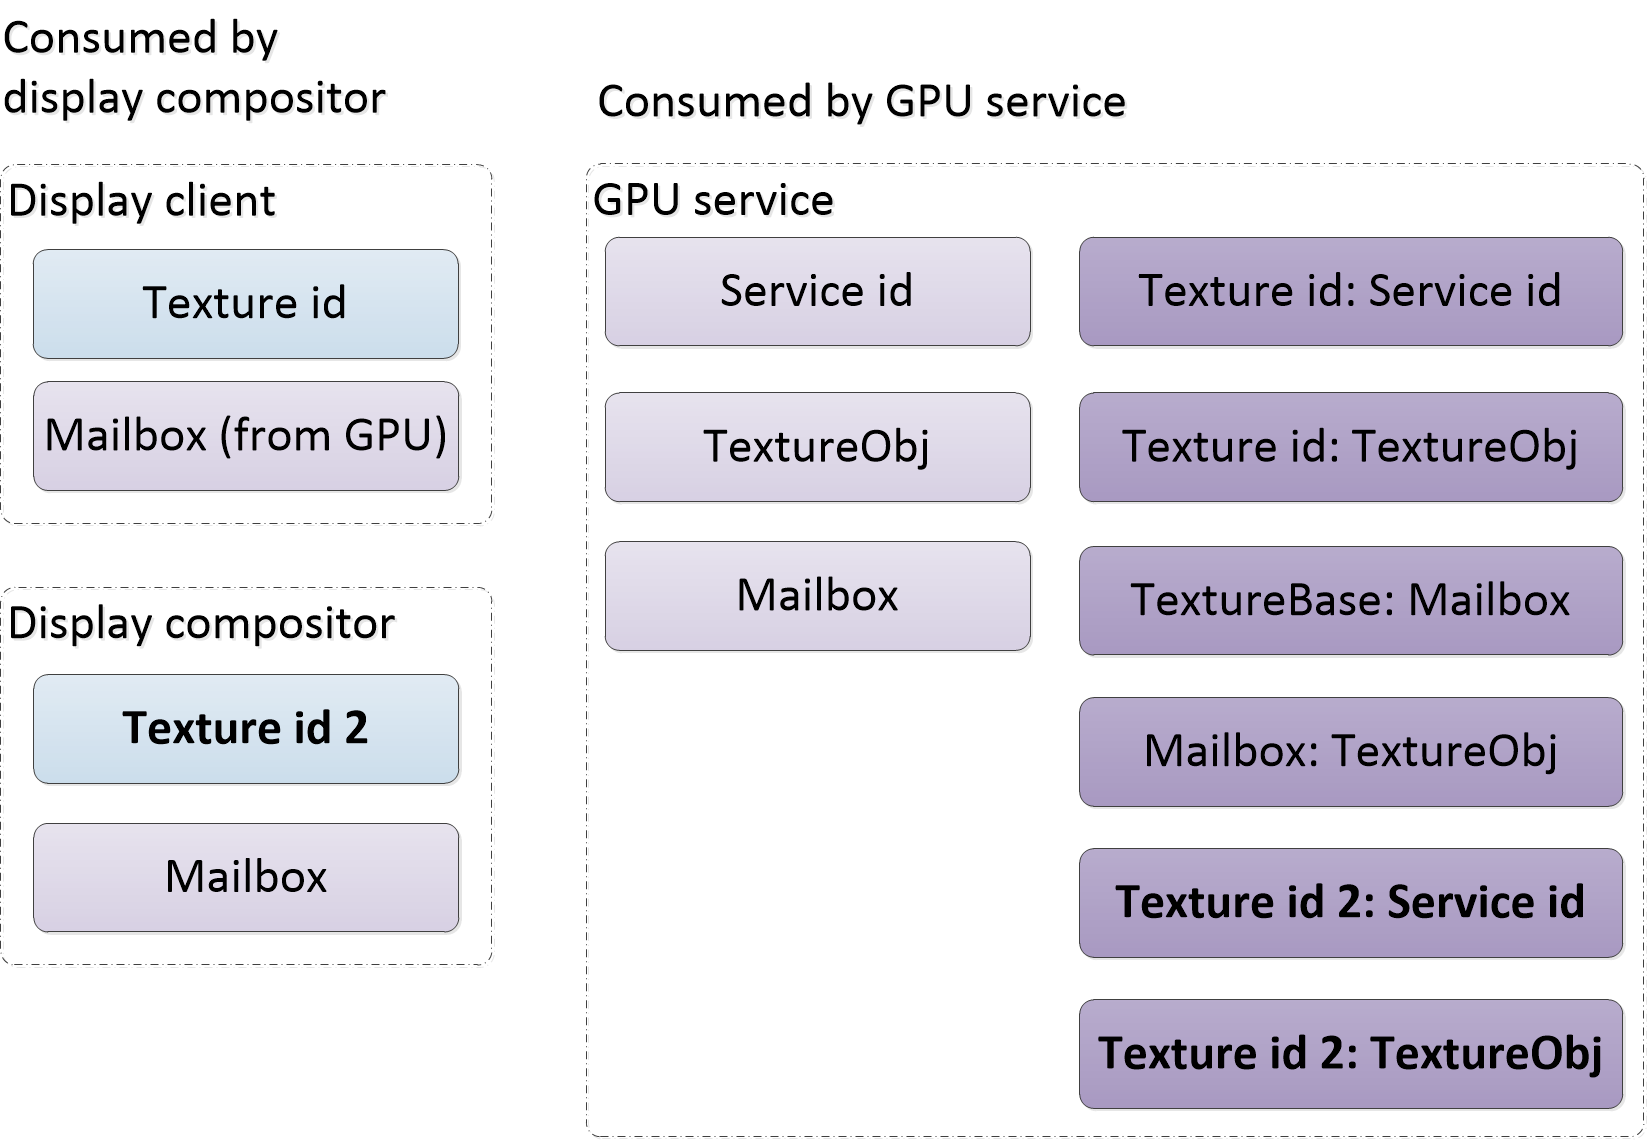 Consumed by
display compositor
Display client
Texture id
Mailbox (from GPU)
Display compositor
Texture id 2
Mailbox
Consumed by GPU service
GPU service
Service id
TextureObj
Mailbox
Texture id: Service id
Texture id: TextureObj
TextureBase: Mailbox
Mailbox: TextureObj
Texture id 2: Service id
Texture id 2: TextureObj